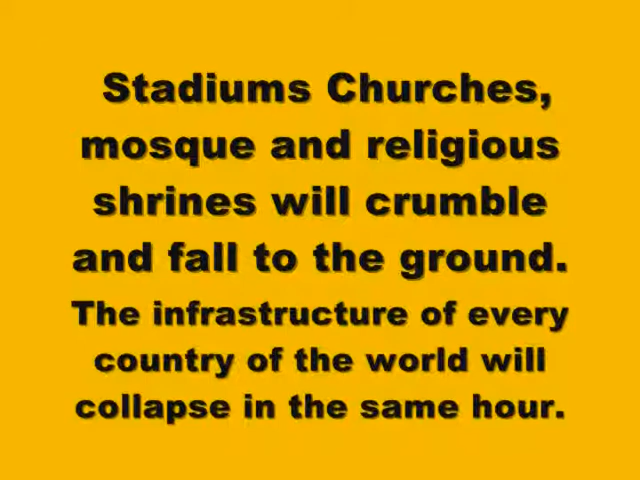 Stadiums Churches,
mosque and religious
shrines will crumble
and fall to the ground.
The infrastructure of every
country of the world will
collapse in the same hour.